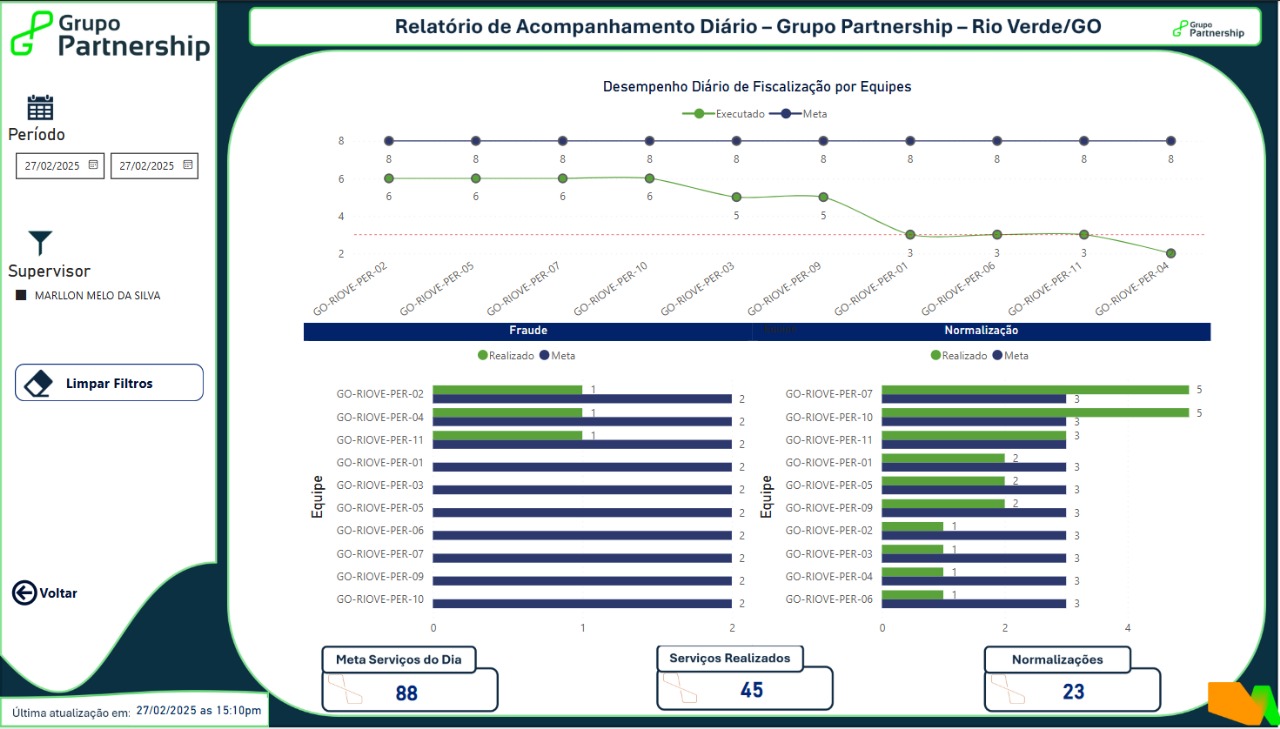 Grupo
Partnership
Relatório de Acompanhamento Diário – Grupo Partnership – Rio Verde/GO
Grupo
Partnership
Período
27/02/2025 27/02/2025
Supervisor
MARLLON MELO DA SILVA
Limpar Filtros
Voltar
Última atualização em: 27/02/2025 as 15:10pm
Desempenho Diário de Fiscalização por Equipes
Executado Meta
8 8 8 8 8 8 8 8 8 8 8
6 6 6 6 6
4 5 5
2 3 3 3
GO-RIOVE-PER-02 GO-RIOVE-PER-05 GO-RIOVE-PER-07 GO-RIOVE-PER-10 GO-RIOVE-PER-03 GO-RIOVE-PER-09 GO-RIOVE-PER-01 GO-RIOVE-PER-06 GO-RIOVE-PER-11 GO-RIOVE-PER-04
Fraude
Realizado Meta
Equipe
GO-RIOVE-PER-02 1 2
GO-RIOVE-PER-04 1 2
GO-RIOVE-PER-11 1 2
GO-RIOVE-PER-01 2
GO-RIOVE-PER-03 2
GO-RIOVE-PER-05 2
GO-RIOVE-PER-06 2
GO-RIOVE-PER-07 2
GO-RIOVE-PER-09 2
GO-RIOVE-PER-10 2
0 1 2
Normalização
Realizado Meta
Equipe
GO-RIOVE-PER-07 5 3
GO-RIOVE-PER-10 5 3
GO-RIOVE-PER-11 3
GO-RIOVE-PER-01 2 3
GO-RIOVE-PER-05 2 3
GO-RIOVE-PER-09 2 3
GO-RIOVE-PER-02 1 3
GO-RIOVE-PER-03 1 3
GO-RIOVE-PER-04 1 3
GO-RIOVE-PER-06 1 3
0 2 4
Meta Serviços do Dia
88
Serviços Realizados
45
Normalizações
23